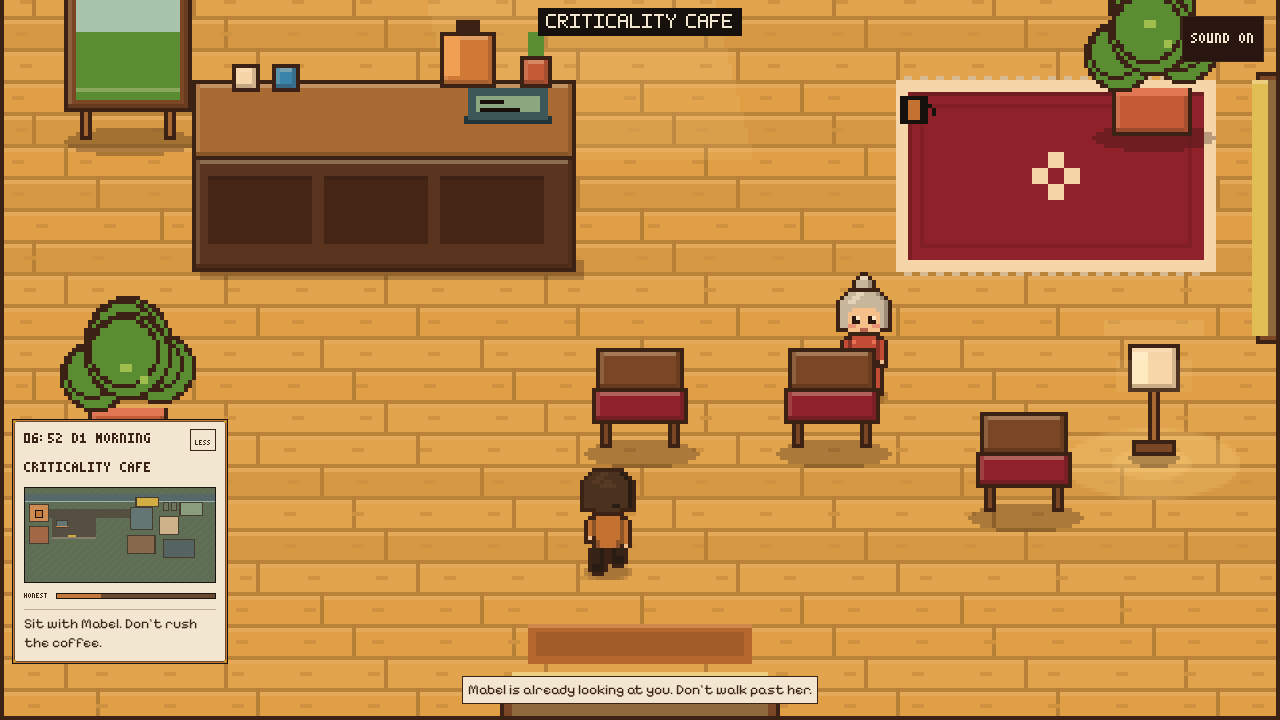 CRITICALITY CAFE
SOUND ON
06:52 D1 MORNING
LESS
CRITICALITY CAFE
HONEST
Sit with Mabel. Don't rush
the coffee.
Mabel is already looking at you. Don't walk past her.